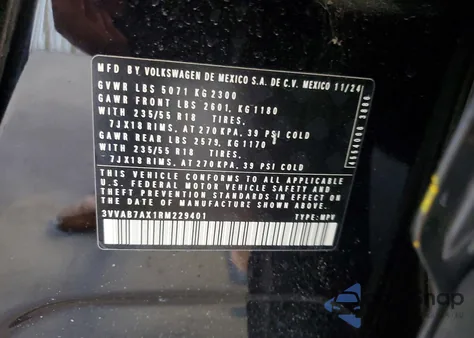 MFD. BY VOLKSWAGEN DE MEXICO S.A. DE C.V. MEXICO 11/24
GVWR LBS 5071 KG 2300
GAWR FRONT LBS 2601, KG 1180
WITH 235/55 R18 TIRES,
7JX18 RIMS, AT 270 KPA, 39 PSI COLD
GAWR REAR LBS 2579, KG 1170
WITH 235/55 R18 TIRES,
7JX18 RIMS, AT 270 KPA, 39 PSI COLD
THIS VEHICLE CONFORMS TO ALL APPLICABLE
FEDERAL MOTOR VEHICLE SAFETY, BUMPER AND
THEFT PREVENTION STANDARDS IN EFFECT ON THE
DATE OF MANUFACTURE SHOWN ABOVE.
3VVAB7AX1RM229401 TYPE: MPV